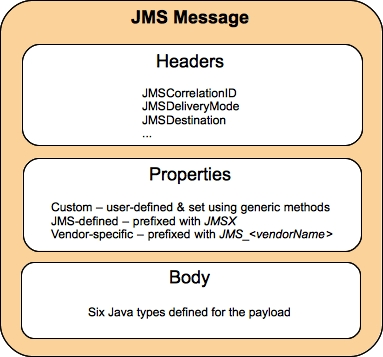 JMS Message
Headers
JMSCorrelationID
JMSDeliveryMode
JMSDestination
...
Properties
Custom – user-defined & set using generic methods
JMS-defined – prefixed with JMSX
Vendor-specific – prefixed with JMS_<vendorName>
Body
Six Java types defined for the payload